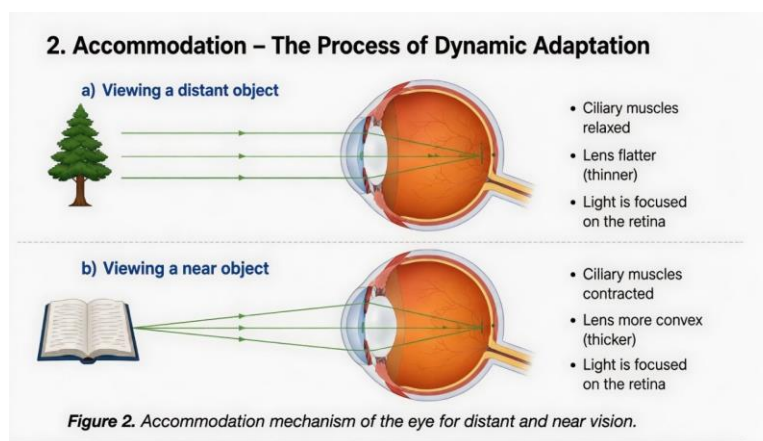 2. Accommodation – The Process of Dynamic Adaptation
a) Viewing a distant object
• Ciliary muscles
relaxed
• Lens flatter
(thinner)
• Light is focused
on the retina
b) Viewing a near object
• Ciliary muscles
contracted
• Lens more convex
(thicker)
• Light is focused
on the retina
Figure 2. Accommodation mechanism of the eye for distant and near vision.